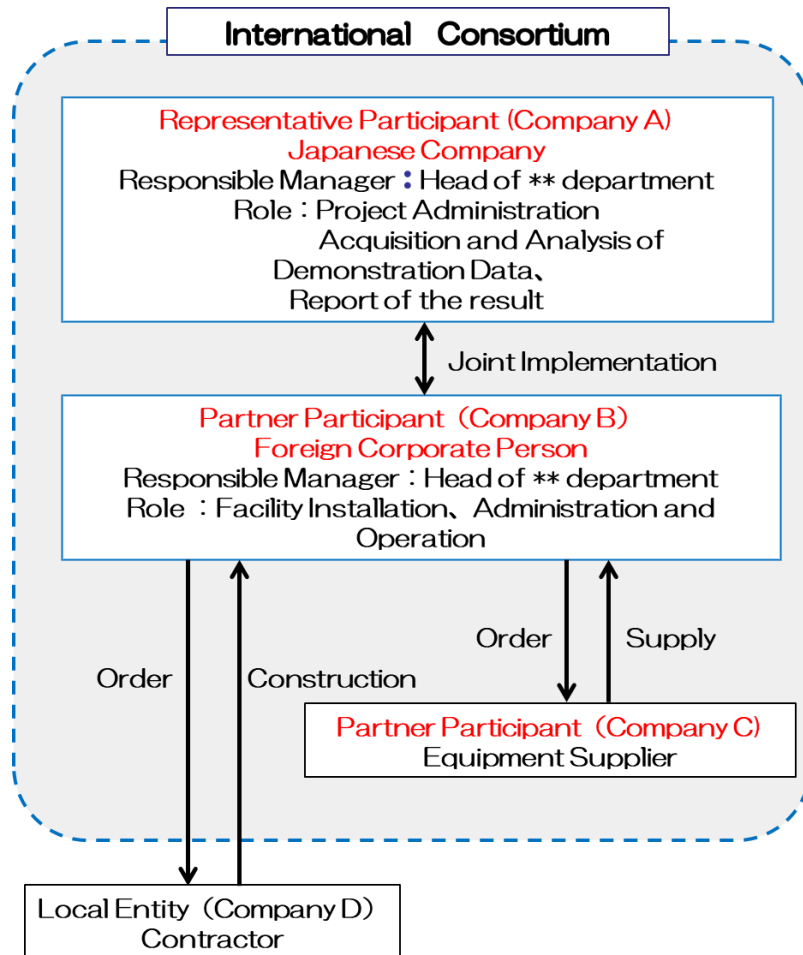 International Consortium
Representative Participant (Company A)
Japanese Company
Responsible Manager：Head of ** department
Role：Project Administration
Acquisition and Analysis of
Demonstration Data、
Report of the result
Joint Implementation
Partner Participant（Company B）
Foreign Corporate Person
Responsible Manager：Head of ** department
Role ：Facility Installation、Administration and
Operation
Order
Supply
Order
Construction
Partner Participant（Company C）
Equipment Supplier
Local Entity（Company D）
Contractor